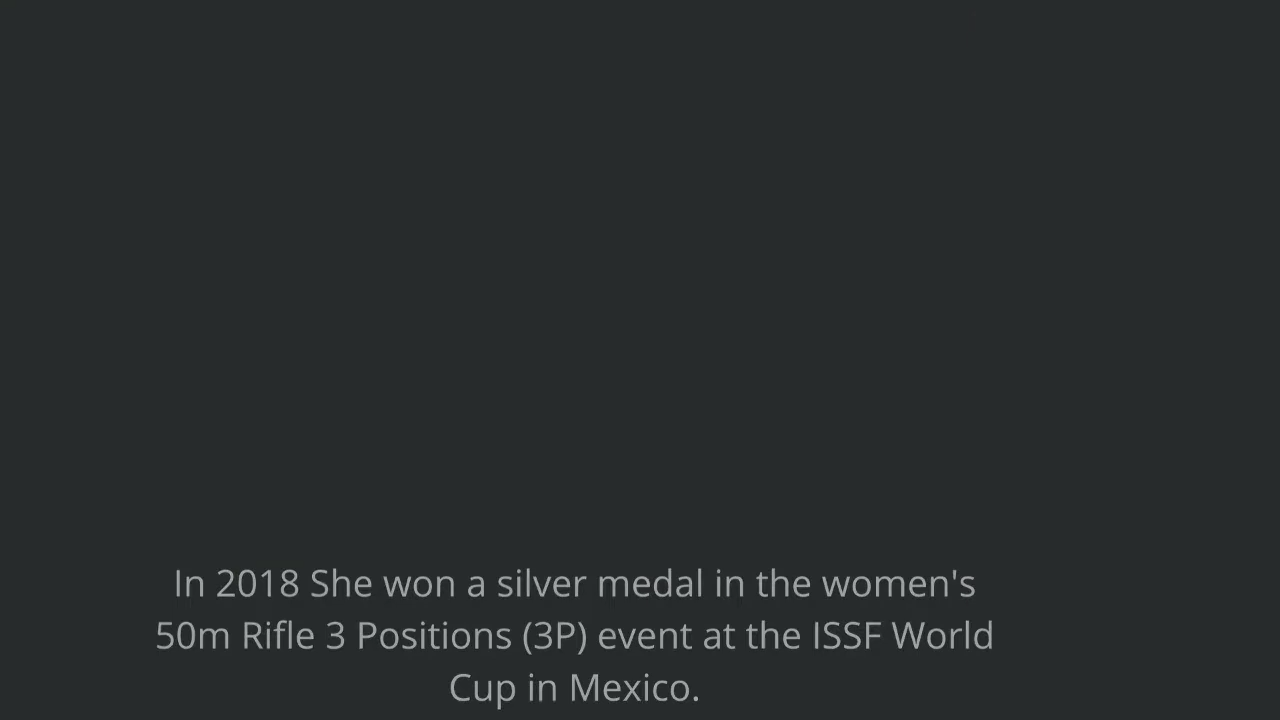 In 2018 She won a silver medal in the women's
50m Rifle 3 Positions (3P) event at the ISSF World
Cup in Mexico.